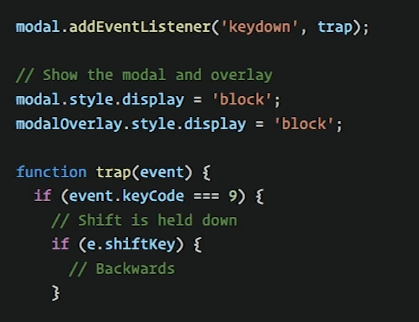 modal.addEventListener('keydown', trap);
// Show the modal and overlay
modal.style.display = 'block';
modalOverlay.style.display = 'block';
function trap(event) {
if (event.keyCode === 9) {
// Shift is held down
if (e.shiftKey) {
// Backwards
}